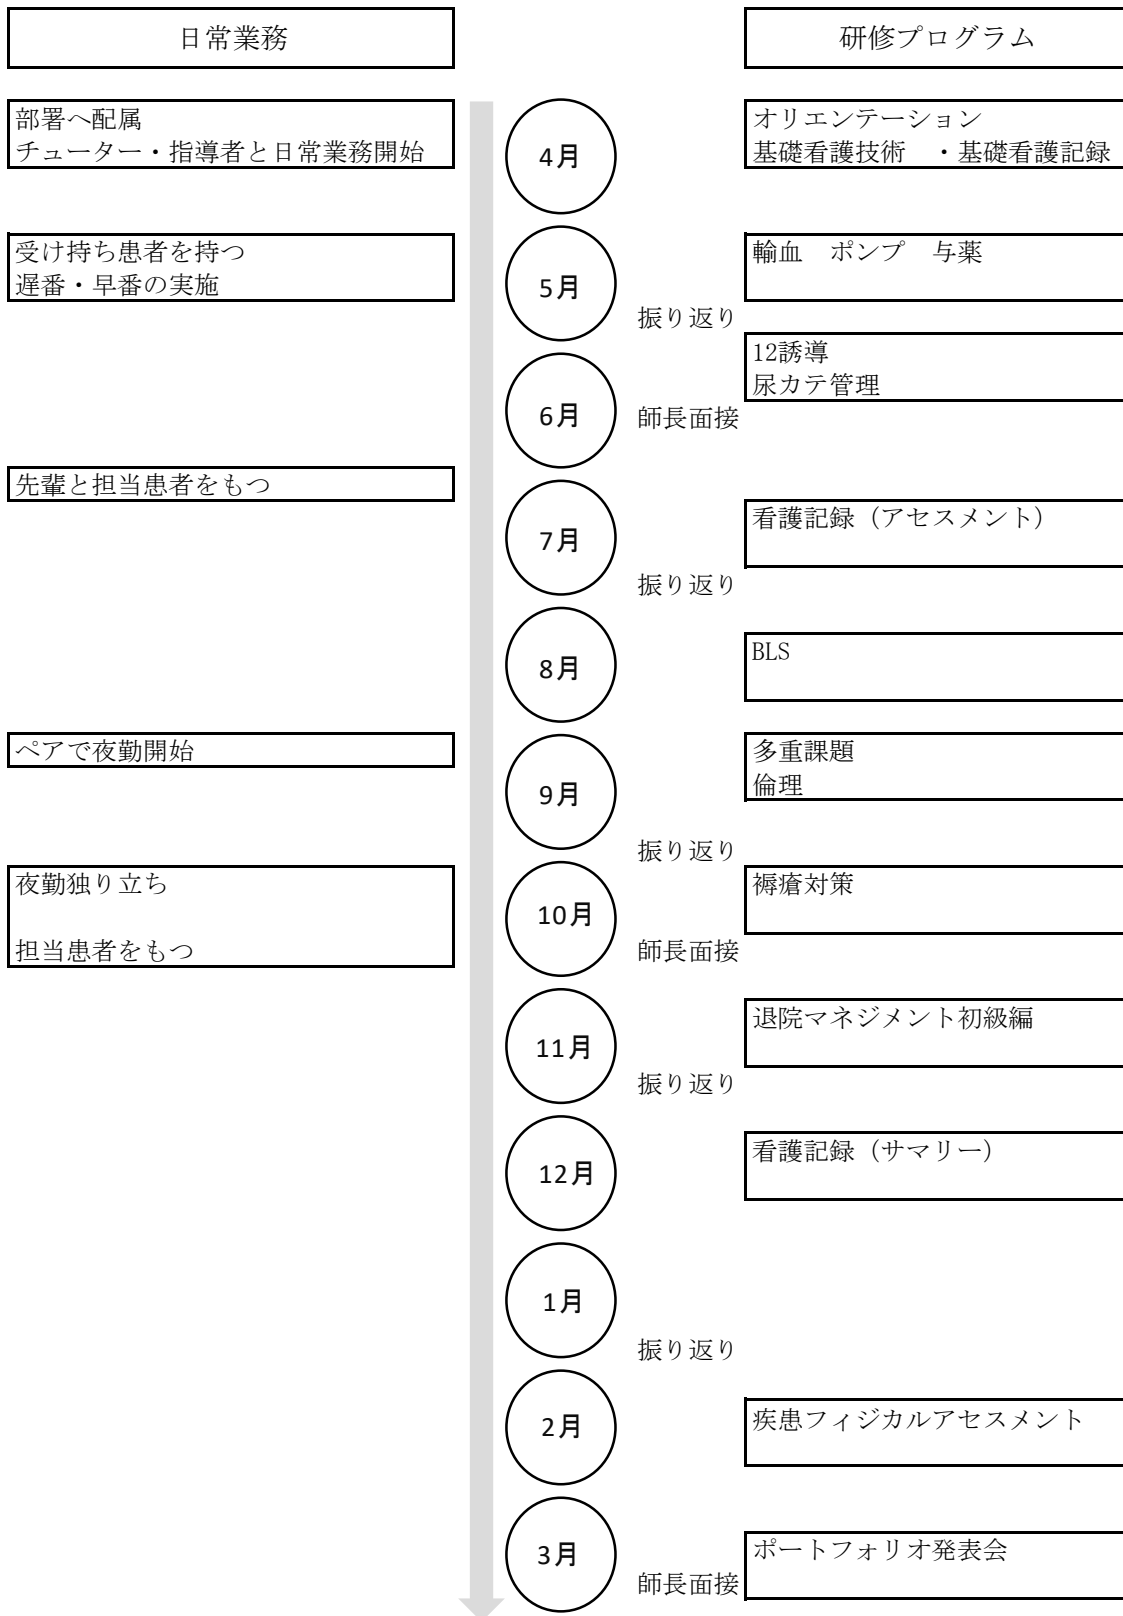 日常業務
研修プログラム
部署へ配属
チューター・指導者と日常業務開始
4月
オリエンテーション
基礎看護技術　・基礎看護記録
受け持ち患者を持つ
遅番・早番の実施
5月
輸血　ポンプ　与薬
振り返り
12誘導
尿カテ管理
6月
師長面接
先輩と担当患者をもつ
7月
看護記録（アセスメント）
振り返り
8月
BLS
ペアで夜勤開始
9月
多重課題
倫理
振り返り
夜勤独り立ち
担当患者をもつ
10月
褥瘡対策
師長面接
11月
退院マネジメント初級編
振り返り
12月
看護記録（サマリー）
1月
振り返り
2月
疾患フィジカルアセスメント
3月
ポートフォリオ発表会
師長面接